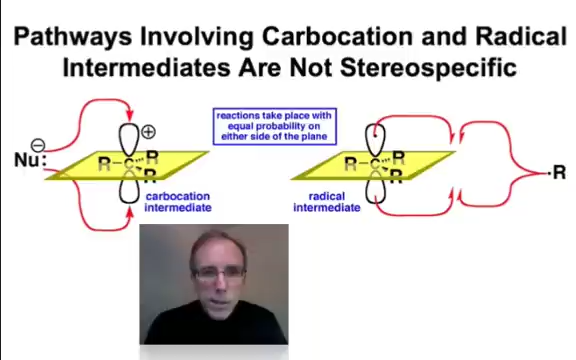 Pathways Involving Carbocation and Radical
Intermediates Are Not Stereospecific
reactions take place with
equal probability on
either side of the plane
⊖
Nu:
⊕
R–C R
R
carbocation
intermediate
R–C R
R
radical
intermediate
·R